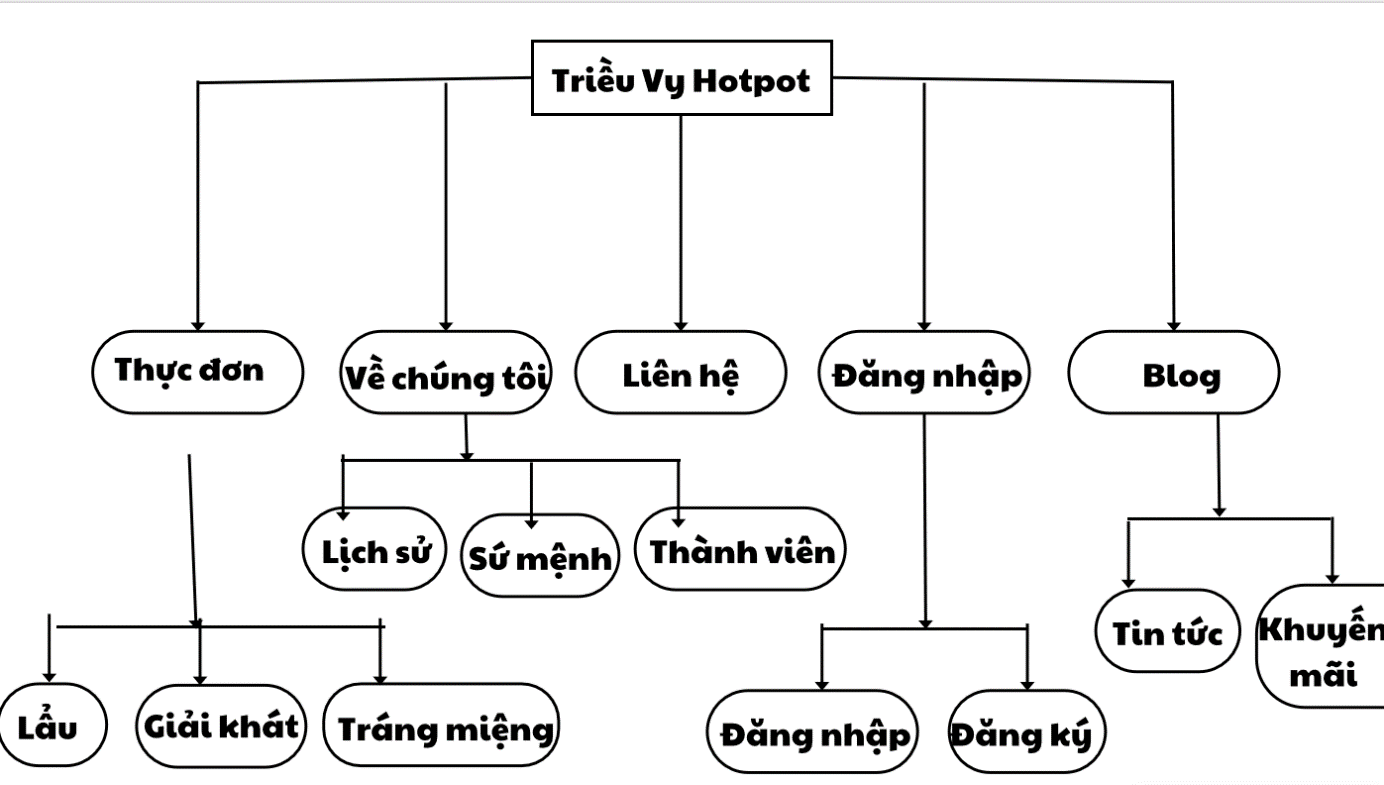 Triều Vy Hotpot
Thực đơn
Về chúng tôi
Liên hệ
Đăng nhập
Blog
Lịch sử
Sứ mệnh
Thành viên
Tin tức
Khuyến
mãi
Lẩu
Giải khát
Tráng miệng
Đăng nhập
Đăng ký